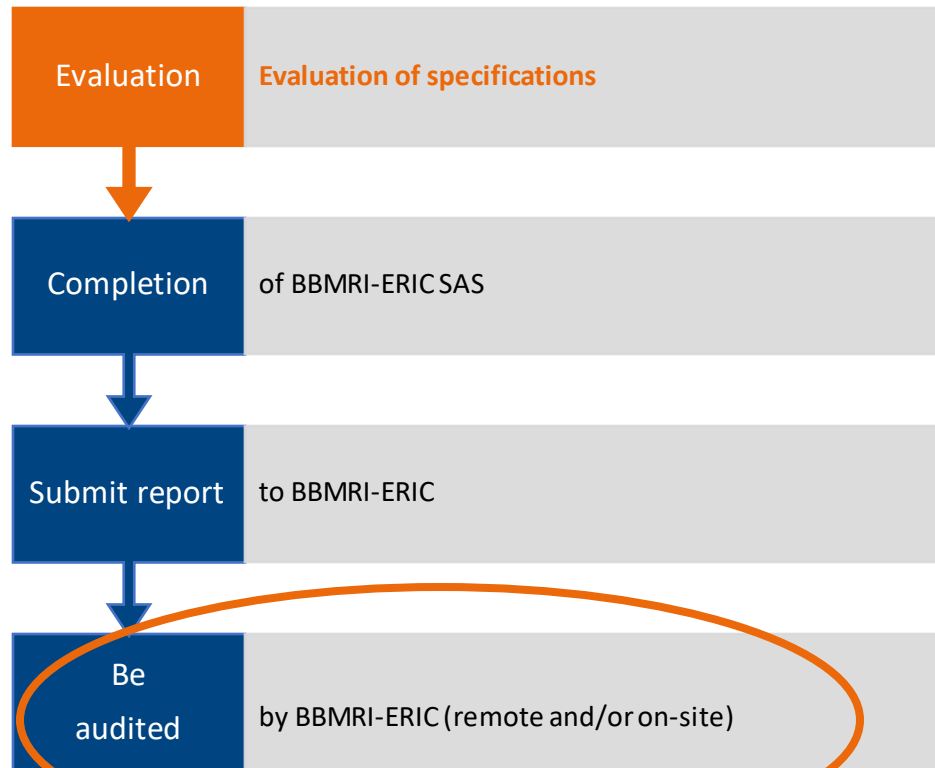 Evaluation
Evaluation of specifications
Completion
of BBMRI-ERIC SAS
Submit report
to BBMRI-ERIC
Be
audited
by BBMRI-ERIC (remote and/or on-site)